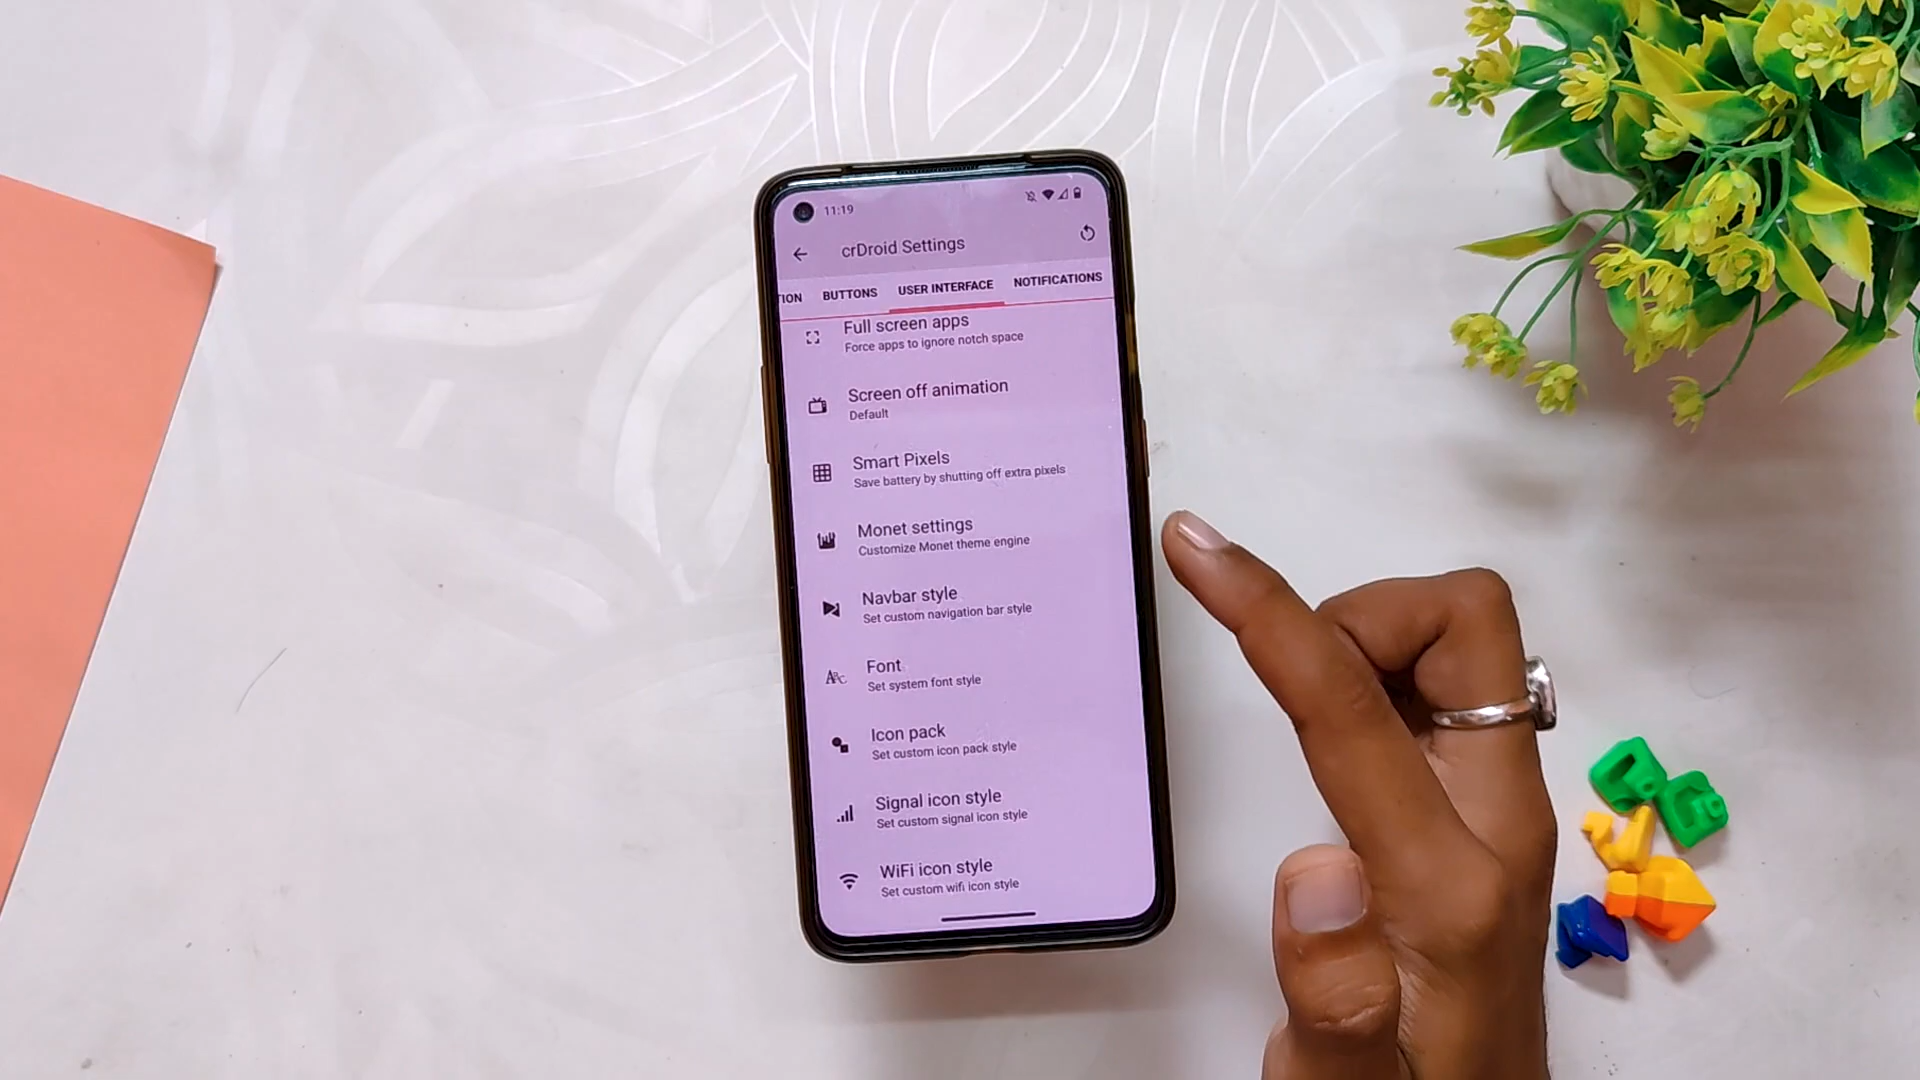 11:19
crDroid Settings
TION BUTTONS USER INTERFACE NOTIFICATIONS
Full screen apps
Force apps to ignore notch space
Screen off animation
Default
Smart Pixels
Save battery by shutting off extra pixels
Monet settings
Customize Monet theme engine
Navbar style
Set custom navigation bar style
ABC
Font
Set system font style
Icon pack
Set custom icon pack style
Signal icon style
Set custom signal icon style
WiFi icon style
Set custom wifi icon style